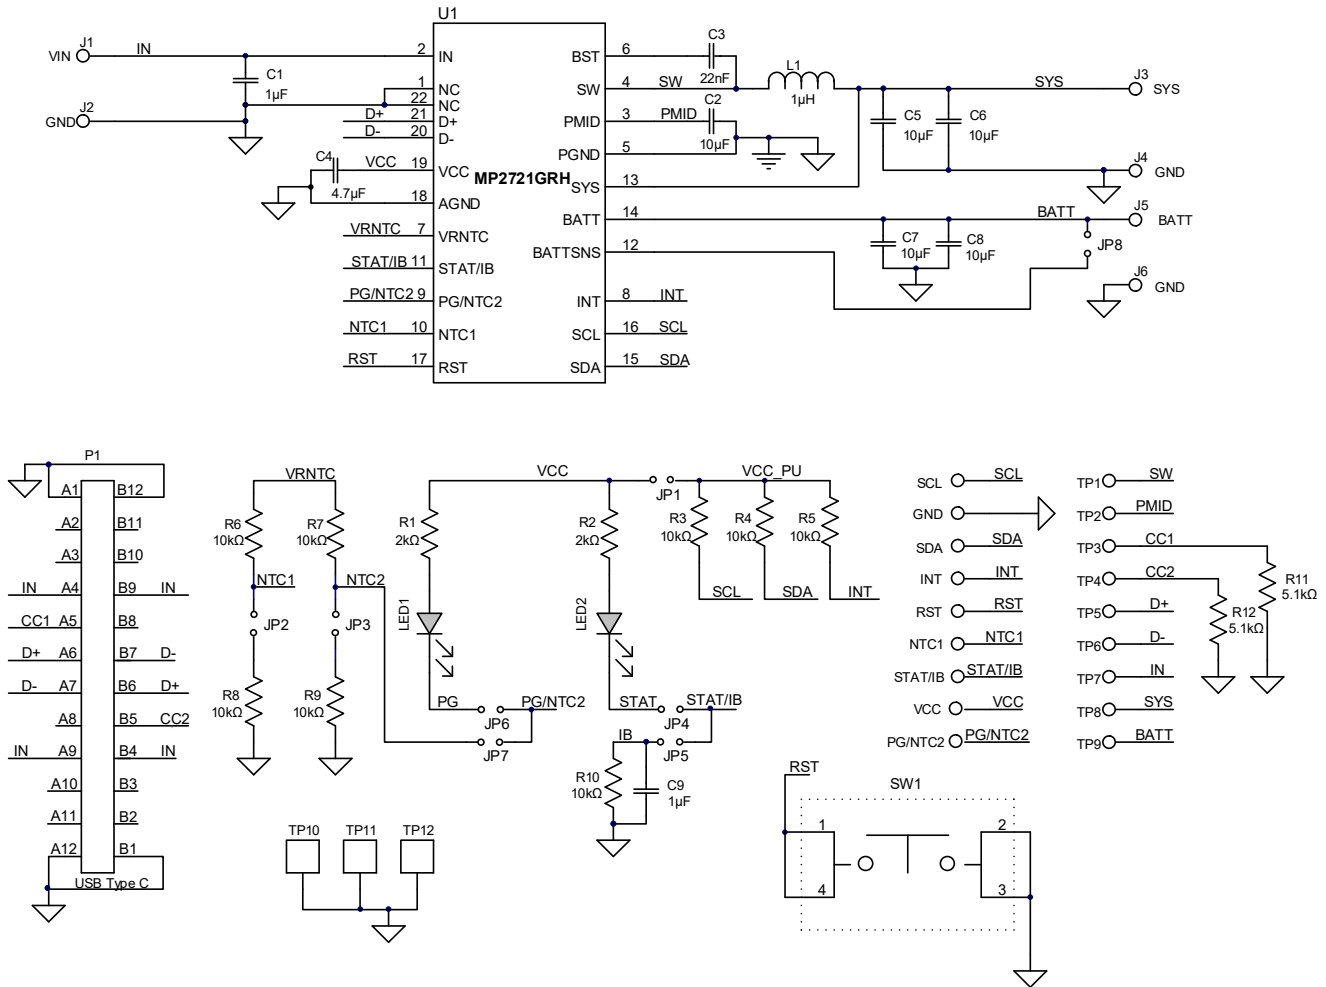 U1
J1
VIN
IN
2
IN
C1
1µF
1
NC
22
NC
J2
GND
D+
21
D+
D-
20
D-
C4
VCC
19
VCC
4.7µF
18
AGND
VRNTC
7
VRNTC
STAT/IB
11
STAT/IB
PG/NTC2
9
PG/NTC2
NTC1
10
NTC1
RST
17
RST
MP2721GRH
BST
6
C3
22nF
SW
4
SW
L1
1µH
PMID
3
PMID
C2
10µF
PGND
5
SYS
13
BATT
14
BATTSNS
12
INT
8
INT
SCL
16
SCL
SDA
15
SDA
SYS
J3
SYS
C5
10µF
C6
10µF
J4
GND
BATT
J5
BATT
C7
10µF
C8
10µF
JP8
J6
GND
P1
A1
B12
A2
B11
A3
B10
IN
A4
B9
IN
CC1
A5
B8
D+
A6
B7
D-
D-
A7
B6
D+
A8
B5
CC2
IN
A9
B4
IN
A10
B3
A11
B2
A12
B1
USB Type C
VRNTC
R6
10kΩ
R7
10kΩ
NTC1
NTC2
JP2
JP3
R8
10kΩ
R9
10kΩ
VCC
R1
2kΩ
R2
2kΩ
LED1
LED2
PG
PG/NTC2
JP6
JP7
STAT
STAT/IB
JP4
IB
JP5
R10
10kΩ
C9
1µF
JP1
VCC_PU
R3
10kΩ
R4
10kΩ
R5
10kΩ
SCL
SDA
INT
TP10
TP11
TP12
SCL
SCL
GND
SDA
SDA
INT
INT
RST
RST
NTC1
NTC1
STAT/IB
STAT/IB
VCC
VCC
PG/NTC2
PG/NTC2
TP1
SW
TP2
PMID
TP3
CC1
TP4
CC2
TP5
D+
TP6
D-
TP7
IN
TP8
SYS
TP9
BATT
R11
5.1kΩ
R12
5.1kΩ
RST
SW1
1
2
4
3